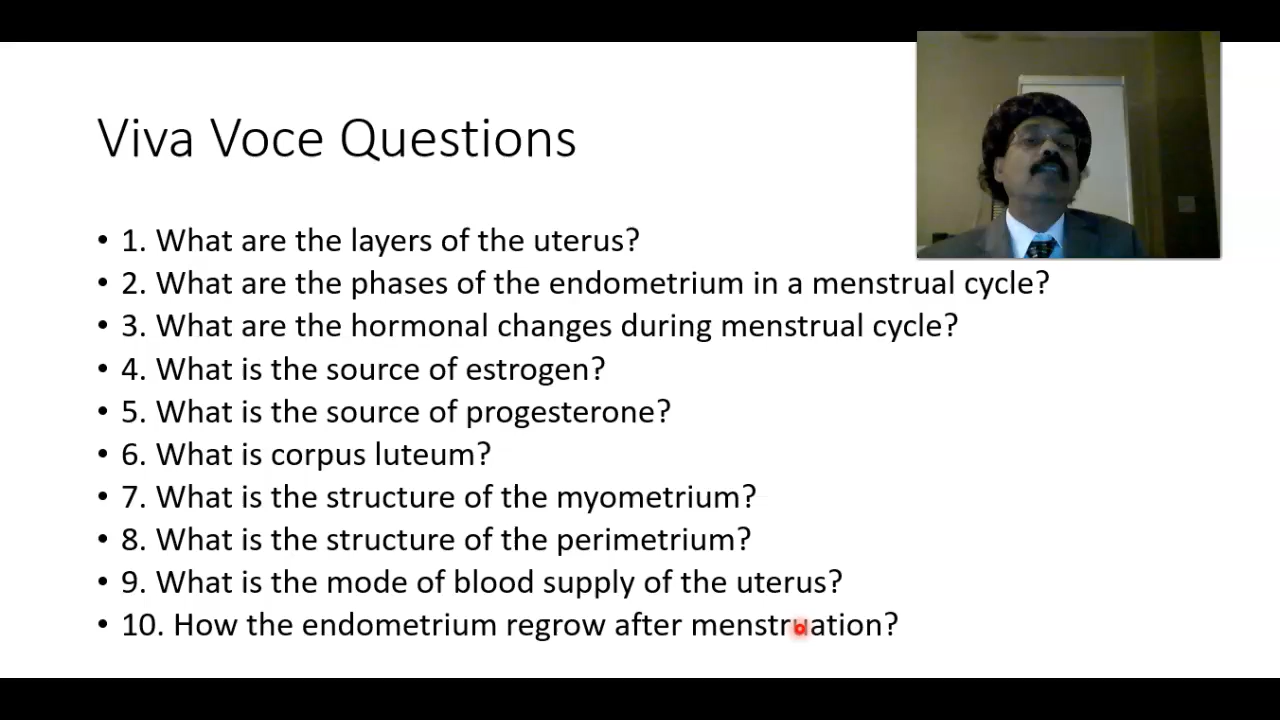 Viva Voce Questions
• 1. What are the layers of the uterus?
• 2. What are the phases of the endometrium in a menstrual cycle?
• 3. What are the hormonal changes during menstrual cycle?
• 4. What is the source of estrogen?
• 5. What is the source of progesterone?
• 6. What is corpus luteum?
• 7. What is the structure of the myometrium?
• 8. What is the structure of the perimetrium?
• 9. What is the mode of blood supply of the uterus?
• 10. How the endometrium regrow after menstruation?